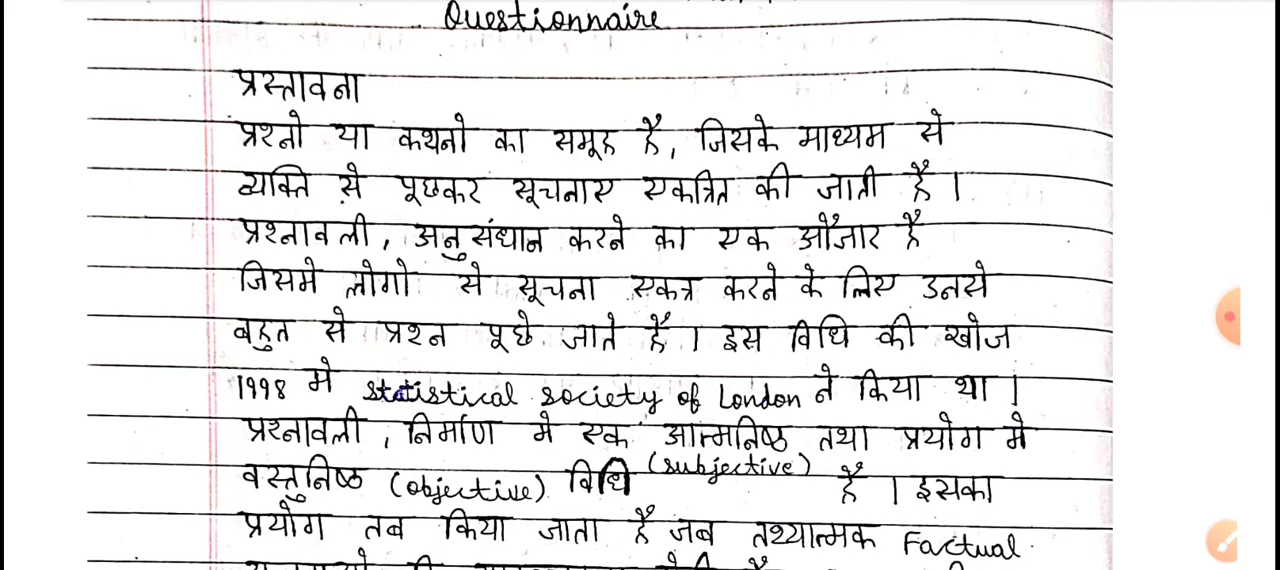 Questionnaire
प्रस्तावना
प्रश्नो या कथनो का समूह है, जिसके माध्यम से
व्यक्ति से पूछकर सूचनाए एकत्रित की जाती है ।
प्रश्नावली, अनुसंधान करने का एक औजार है
जिसमे लोगो से सूचना एकत्र करने के लिए उनसे
बहुत से प्रश्न पूछे जाते है । इस विधि की खोज
1998 मे Statistical society of London ने किया था |
प्रश्नावली, निर्माण मे एक आत्मनिष्ठ तथा प्रयोग मे
(subjective)
वस्तुनिष्ठ (objective) विधि है । इसका
प्रयोग तब किया जाता है जब तथ्यात्मक Factual